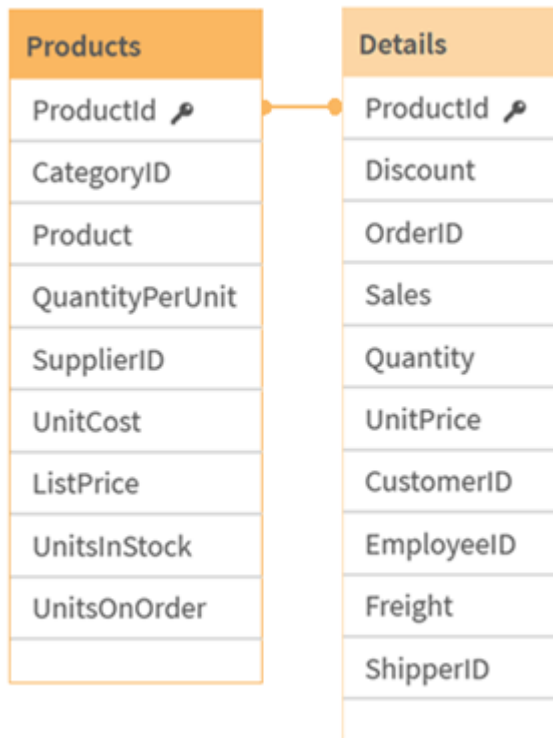 Products
ProductId
CategoryID
Product
QuantityPerUnit
SupplierID
UnitCost
ListPrice
UnitsInStock
UnitsOnOrder
Details
ProductId
Discount
OrderID
Sales
Quantity
UnitPrice
CustomerID
EmployeeID
Freight
ShipperID